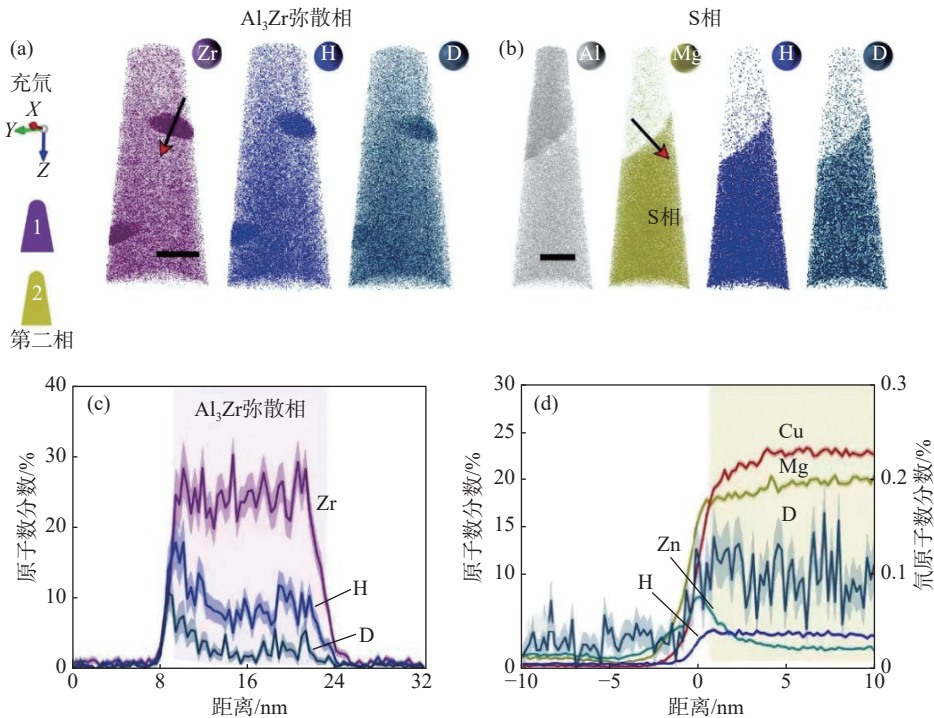 Al₃Zr弥散相
S相
(a)
Zr
H
D
(b)
Al
Mg
H
D
充氘
X
Y
Z
1
2
第二相
S相
(c)
Al₃Zr弥散相
Zr
H
D
40
30
20
10
0
原子数分数/%
0
8
16
24
32
距离/nm
(d)
Cu
Mg
D
Zn
H
30
25
20
15
10
5
0
原子数分数/%
0.3
0.2
0.1
0
氘原子数分数/%
−10
−5
0
5
10
距离/nm